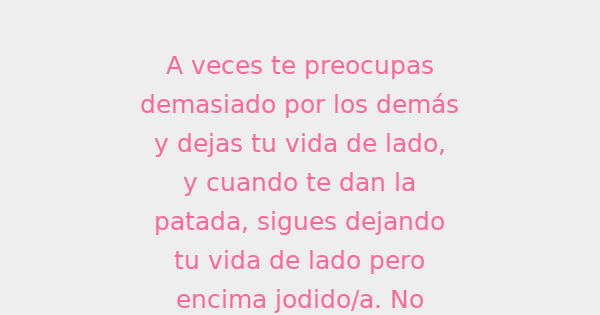 A veces te preocupas
demasiado por los demás
y dejas tu vida de lado,
y cuando te dan la
patada, sigues dejando
tu vida de lado pero
encima jodido/a. No